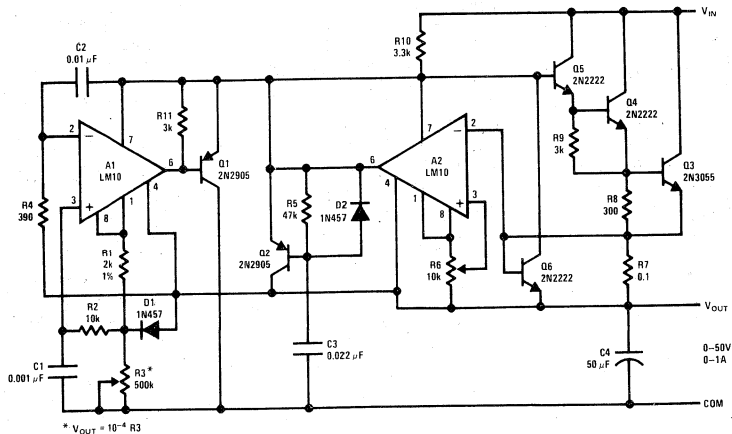 V_IN
R10
3.3k
Q5
2N2222
C2
0.01 μF
Q4
2N2222
R11
3k
2
7
A1
LM10
6
3
8
1
4
Q1
2N2905
R4
390
R5
47k
D2
1N457
6
7
2
A2
LM10
4
1
8
3
R9
3k
Q3
2N3055
R8
300
R1
2k
1%
Q2
2N2905
R6
10k
Q6
2N2222
R7
0.1
R2
10k
D1
1N457
V_OUT
C1
0.001 μF
R3*
500k
C3
0.022 μF
C4
50 μF
0–50V
0–1A
COM
* V_OUT = 10⁻⁴ R3